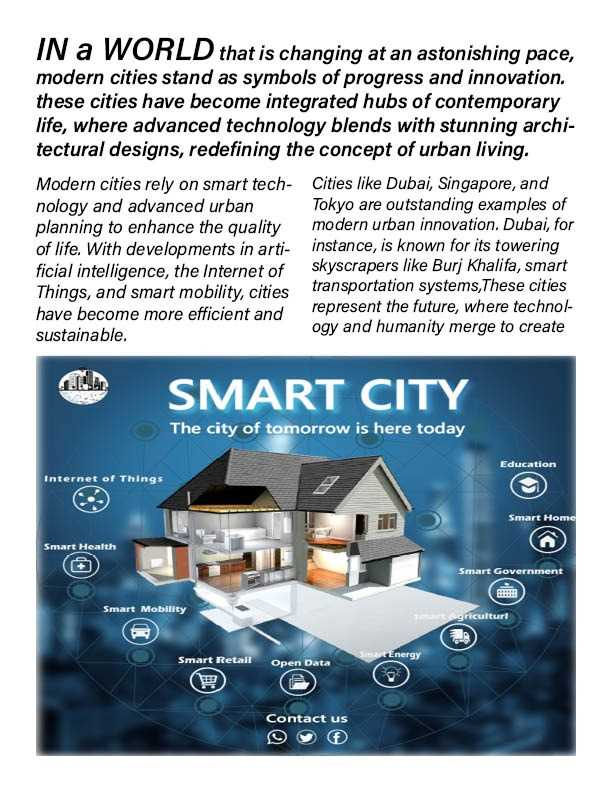 IN a WORLD that is changing at an astonishing pace,
modern cities stand as symbols of progress and innovation.
these cities have become integrated hubs of contemporary
life, where advanced technology blends with stunning archi-
tectural designs, redefining the concept of urban living.
Modern cities rely on smart tech-
nology and advanced urban
planning to enhance the quality
of life. With developments in arti-
ficial intelligence, the Internet of
Things, and smart mobility, cities
have become more efficient and
sustainable.
Cities like Dubai, Singapore, and
Tokyo are outstanding examples of
modern urban innovation. Dubai, for
instance, is known for its towering
skyscrapers like Burj Khalifa, smart
transportation systems,These cities
represent the future, where technol-
ogy and humanity merge to create
SMART CITY
The city of tomorrow is here today
Internet of Things
Education
Smart Home
Smart Health
Smart Government
Smart Mobility
smart Agriculturl
Smart Retail
Open Data
Smart Energy
Contact us